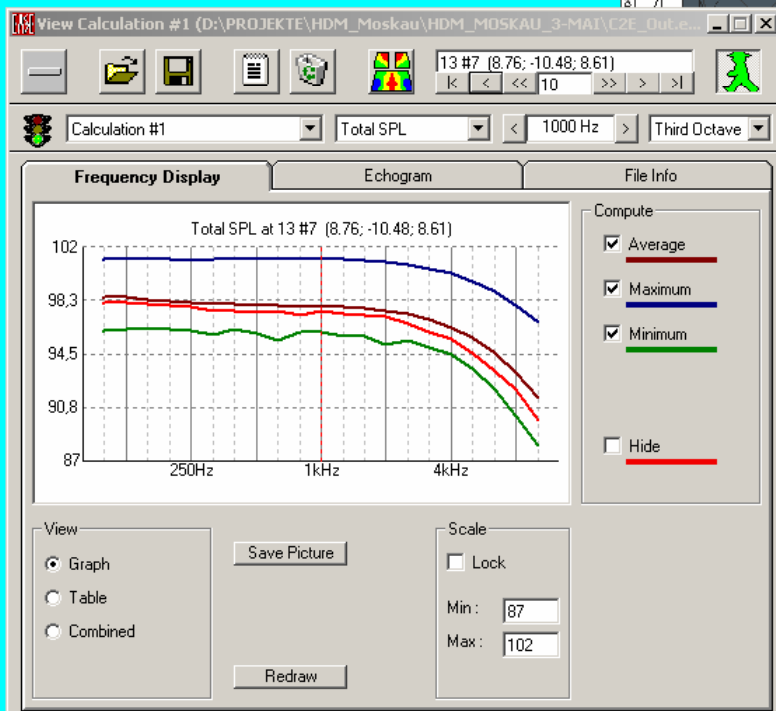 View Calculation #1 (D:\PROJEKTE\HDM_Moskau\HDM_MOSKAU_3-MAI\C2E_Out.e...
13 #7 (8.76; -10.48; 8.61)
|< < << 10 >> > >|
Calculation #1 Total SPL < 1000 Hz > Third Octave
Frequency Display Echogram File Info
Total SPL at 13 #7 (8.76; -10.48; 8.61)
102
98.3
94.5
90.8
87
250Hz 1kHz 4kHz
Compute
Average
Maximum
Minimum
Hide
View
Graph
Table
Combined
Save Picture
Redraw
Scale
Lock
Min : 87
Max : 102